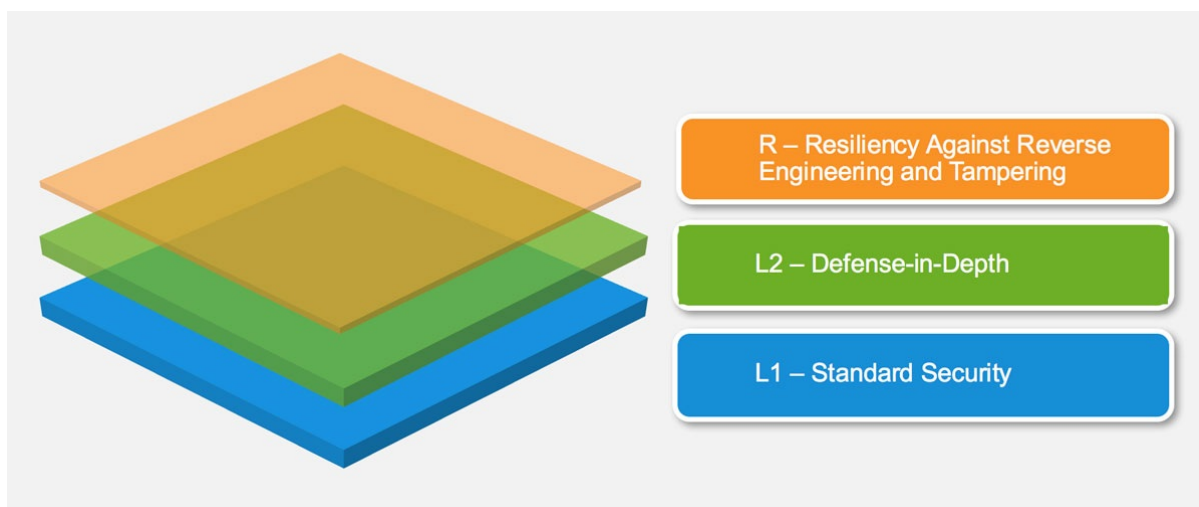 R – Resiliency Against Reverse
Engineering and Tampering
L2 – Defense-in-Depth
L1 – Standard Security